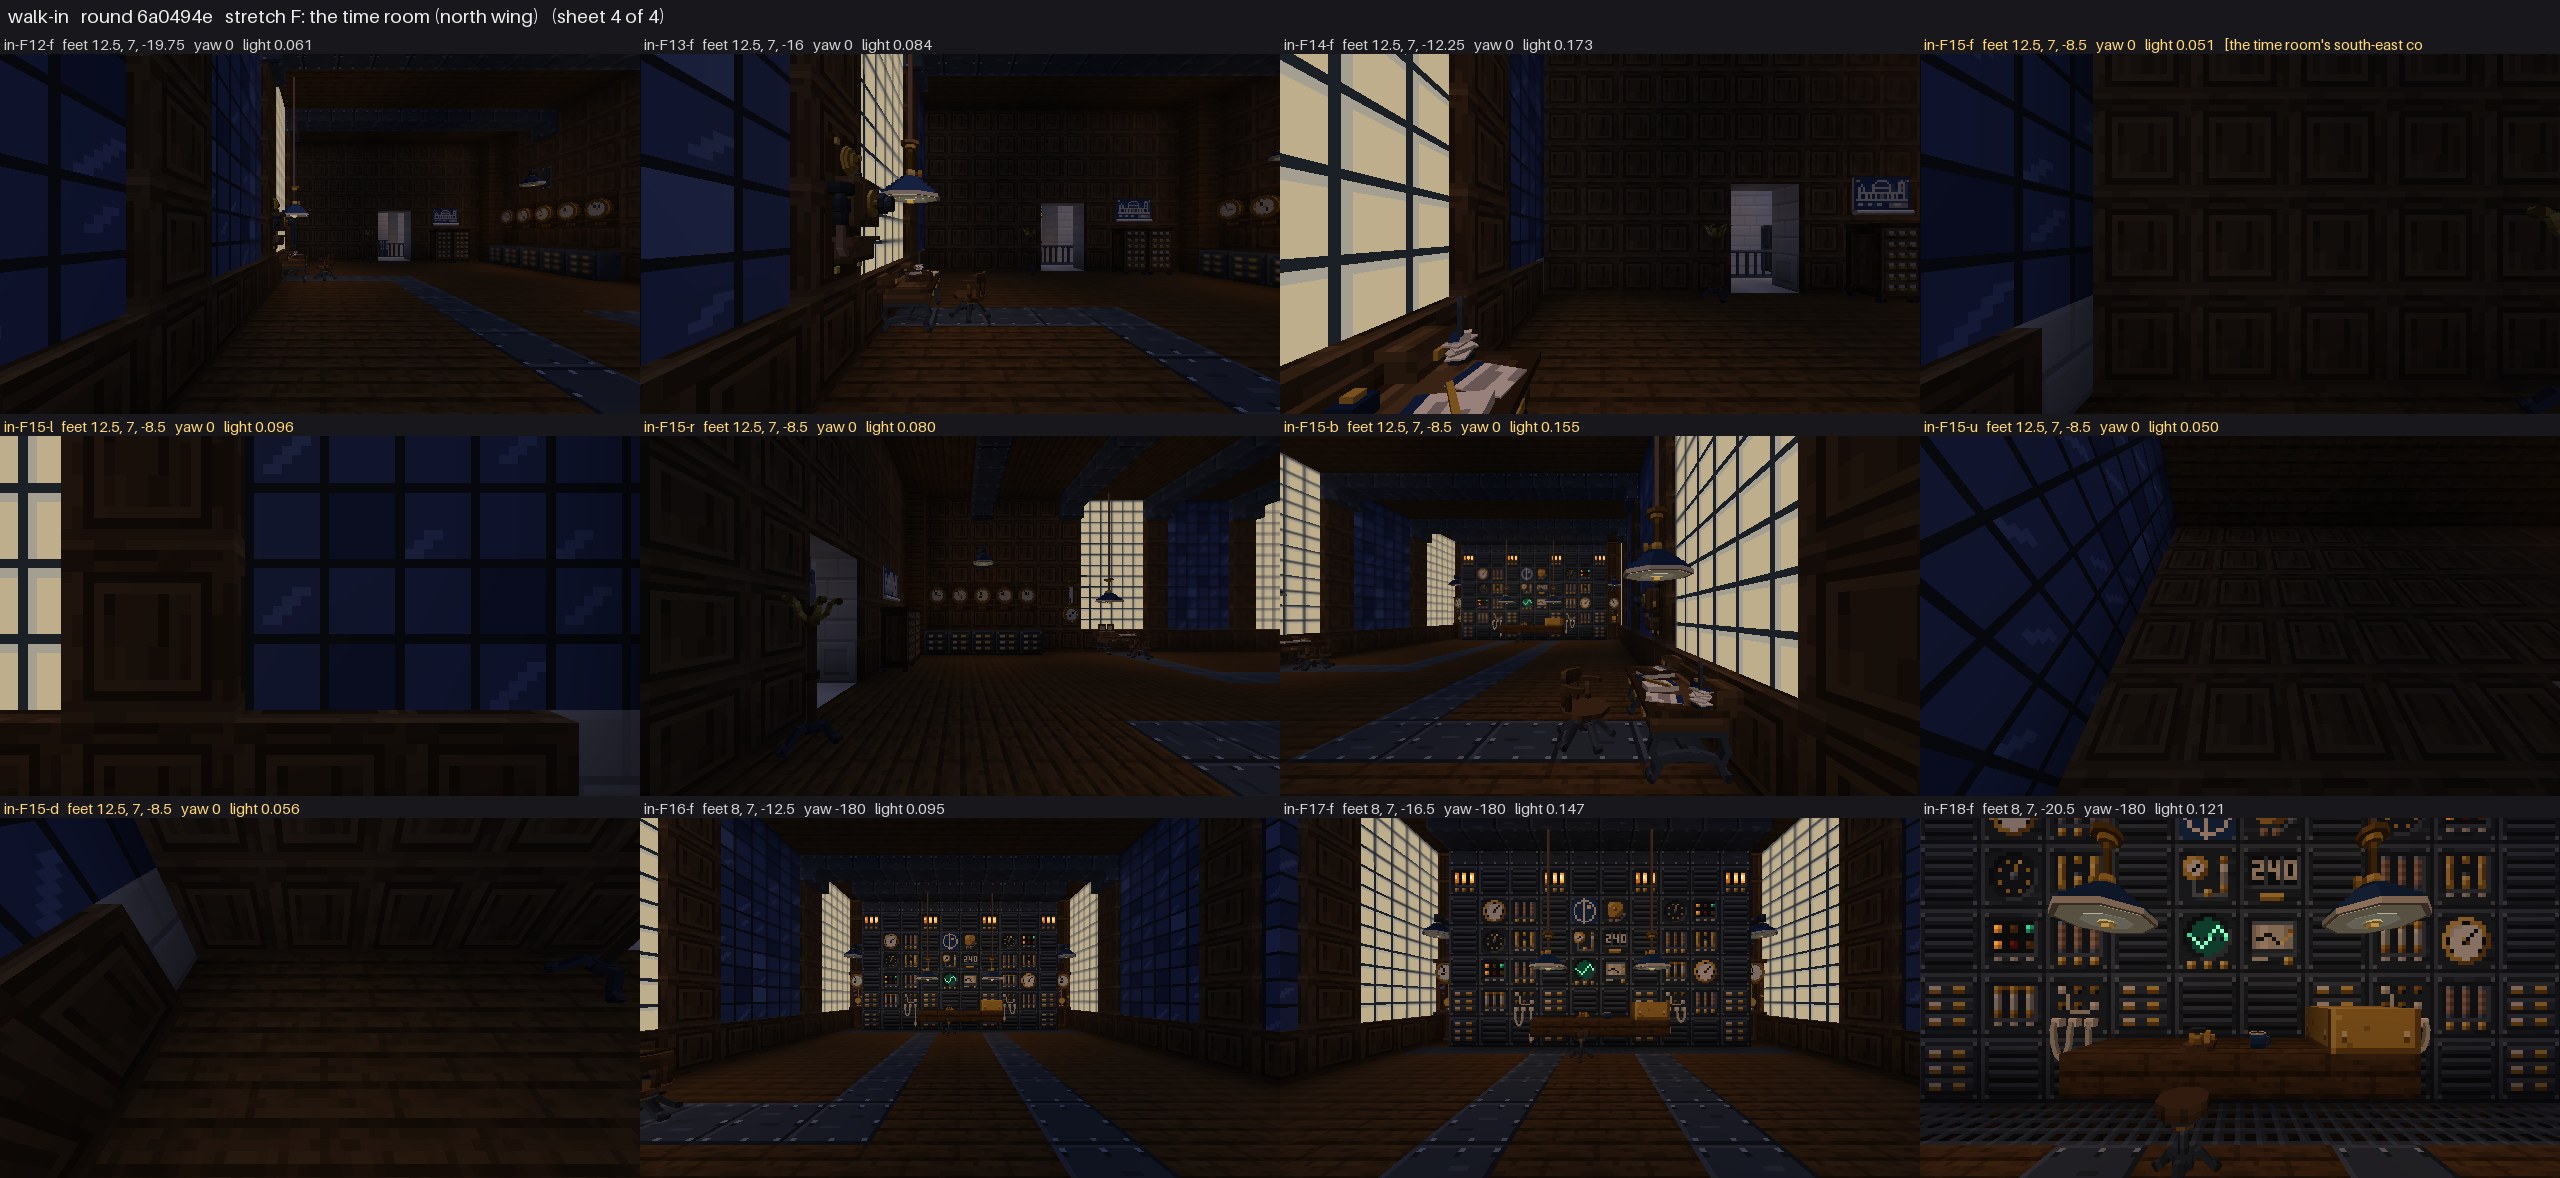 walk-in round 6a0494e stretch F: the time room (north wing) (sheet 4 of 4)
in-F12-f feet 12.5, 7, -19.75 yaw 0 light 0.061
in-F13-f feet 12.5, 7, -16 yaw 0 light 0.084
in-F14-f feet 12.5, 7, -12.25 yaw 0 light 0.173
in-F15-f feet 12.5, 7, -8.5 yaw 0 light 0.051 [the time room's south-east co
in-F15-l feet 12.5, 7, -8.5 yaw 0 light 0.096
in-F15-r feet 12.5, 7, -8.5 yaw 0 light 0.080
in-F15-b feet 12.5, 7, -8.5 yaw 0 light 0.155
in-F15-u feet 12.5, 7, -8.5 yaw 0 light 0.050
in-F15-d feet 12.5, 7, -8.5 yaw 0 light 0.056
in-F16-f feet 8, 7, -12.5 yaw -180 light 0.095
in-F17-f feet 8, 7, -16.5 yaw -180 light 0.147
in-F18-f feet 8, 7, -20.5 yaw -180 light 0.121
240
240
240